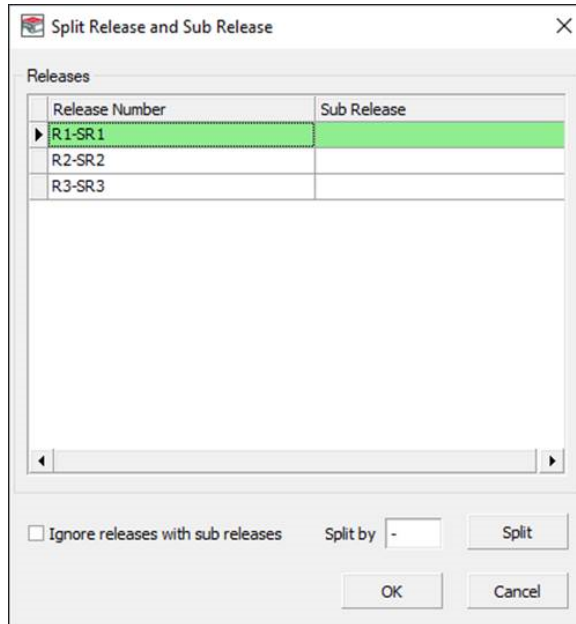 Split Release and Sub Release
Releases
Release Number Sub Release
R1-SR1
R2-SR2
R3-SR3
Ignore releases with sub releases Split by - Split
OK Cancel